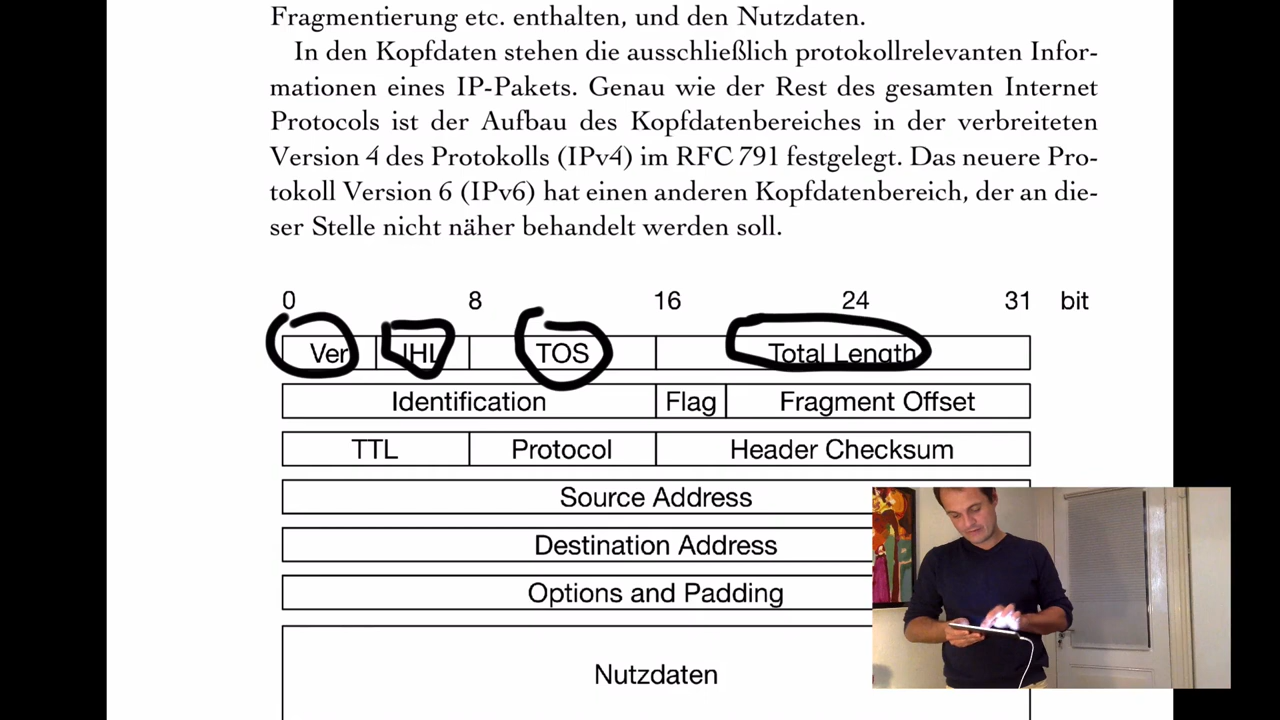 Fragmentierung etc. enthalten, und den Nutzdaten.
In den Kopfdaten stehen die ausschließlich protokollrelevanten Infor-
mationen eines IP-Pakets. Genau wie der Rest des gesamten Internet
Protocols ist der Aufbau des Kopfdatenbereiches in der verbreiteten
Version 4 des Protokolls (IPv4) im RFC 791 festgelegt. Das neuere Pro-
tokoll Version 6 (IPv6) hat einen anderen Kopfdatenbereich, der an die-
ser Stelle nicht näher behandelt werden soll.
0 8 16 24 31 bit
Ver IHL TOS Total Length
Identification Flag Fragment Offset
TTL Protocol Header Checksum
Source Address
Destination Address
Options and Padding
Nutzdaten